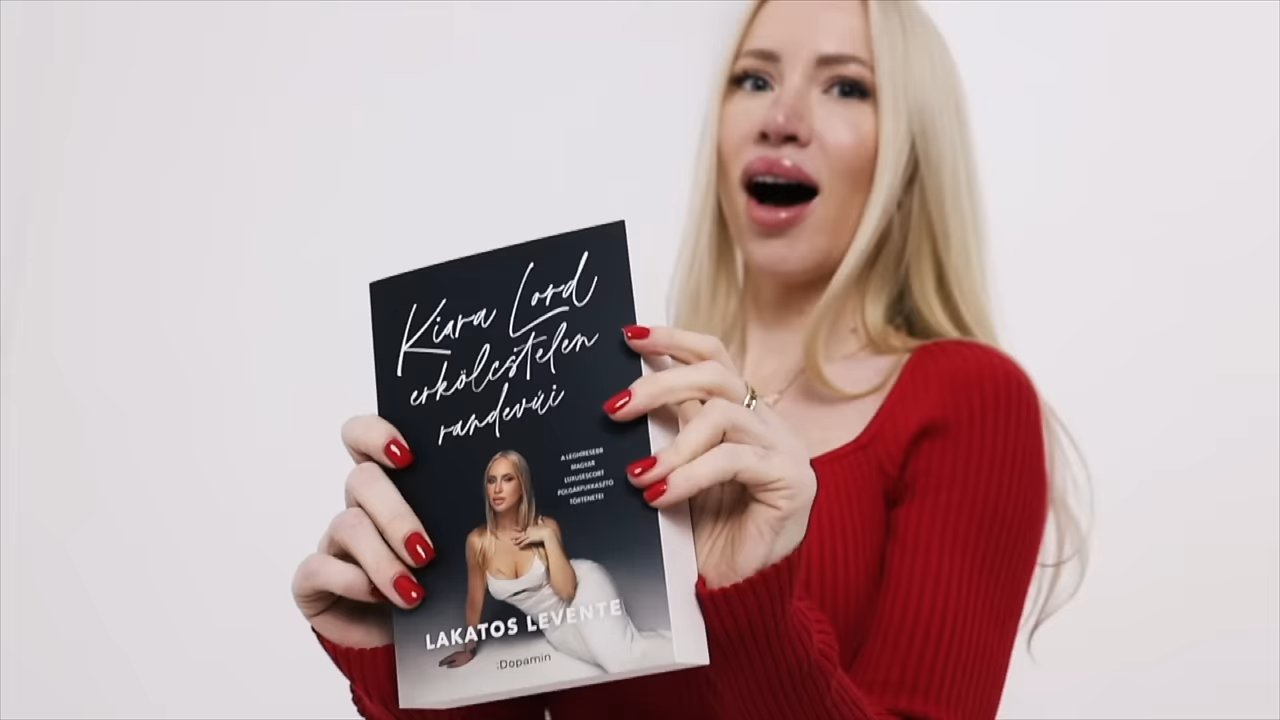 Kiara Lord
erkölcstelen
randevúi
A LEGHÍRESEBB
MAGYAR
LUXUSESCORT
POLGÁRPUKKASZTÓ
TÖRTÉNETEI
LAKATOS LEVENTE
:Dopamin